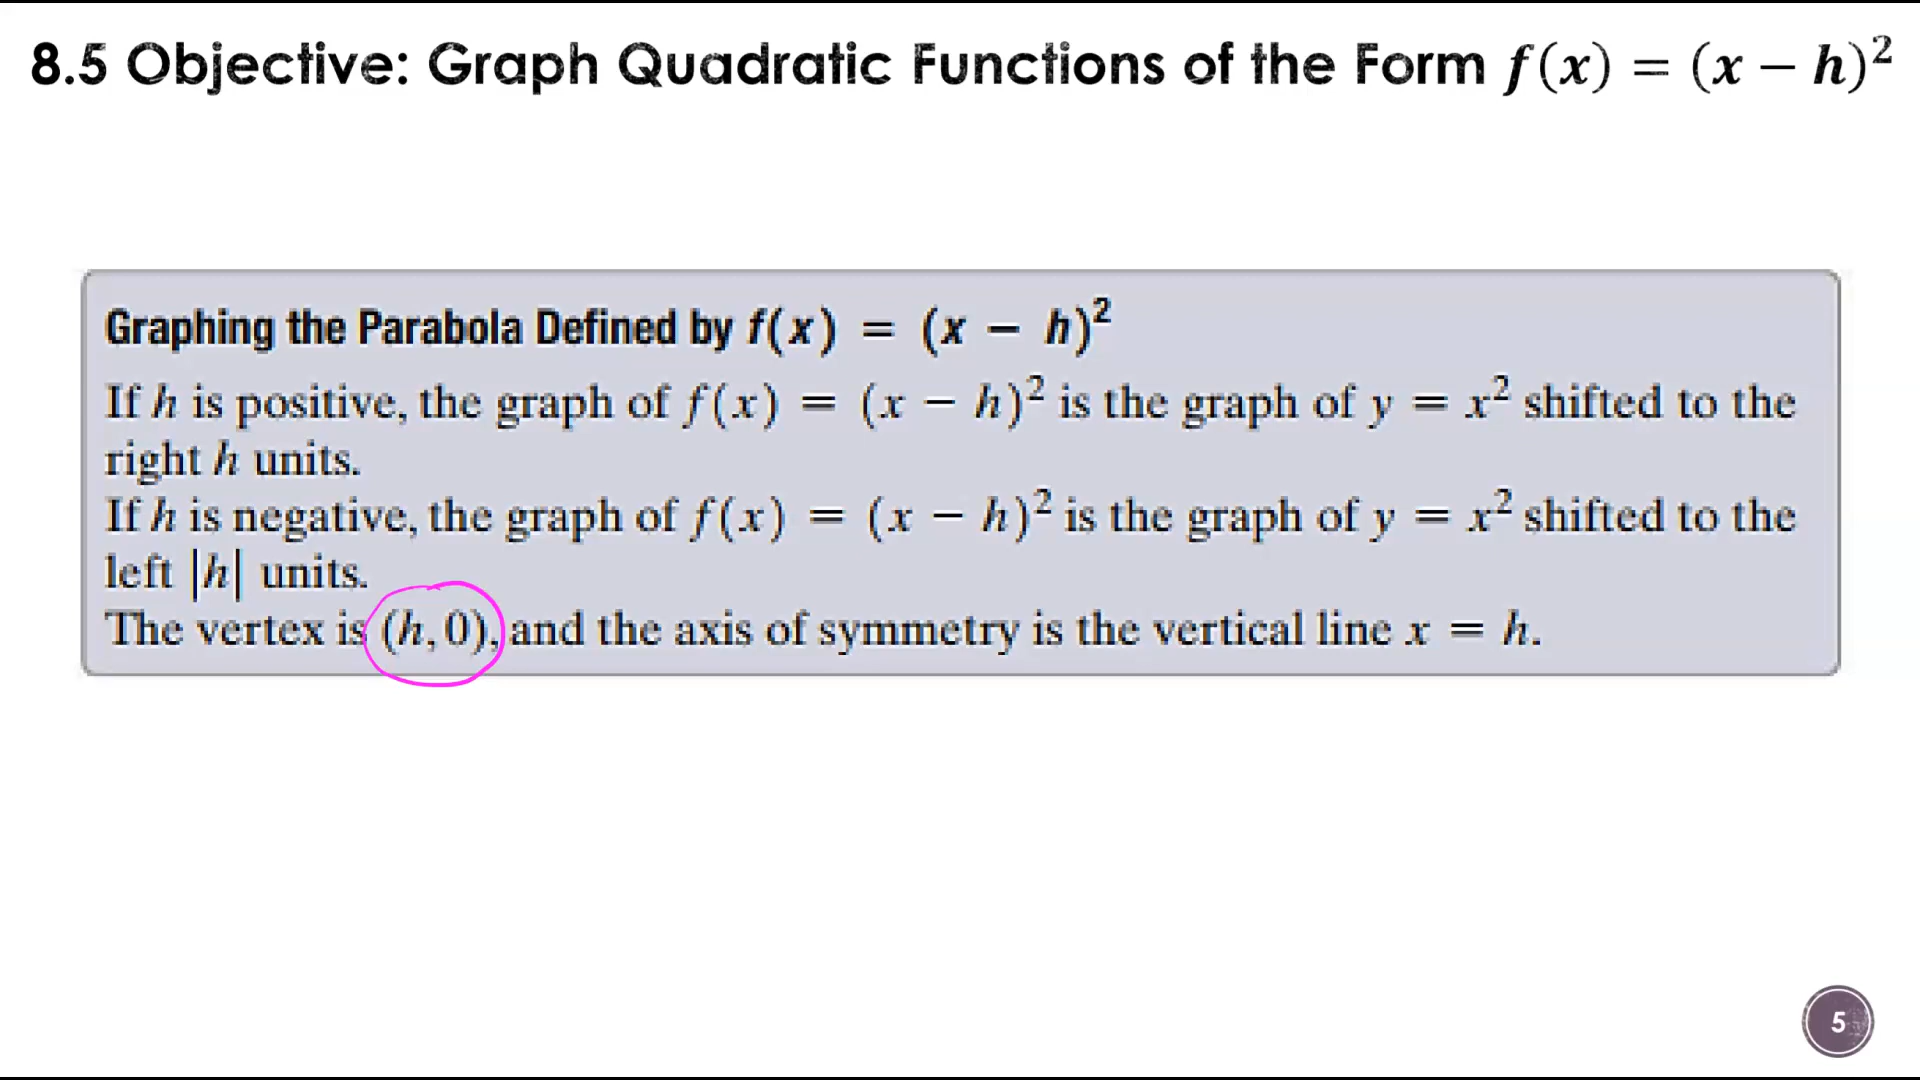 8.5 Objective: Graph Quadratic Functions of the Form f(x) = (x − h)²
Graphing the Parabola Defined by f(x) = (x − h)²
If h is positive, the graph of f(x) = (x − h)² is the graph of y = x² shifted to the
right h units.
If h is negative, the graph of f(x) = (x − h)² is the graph of y = x² shifted to the
left |h| units.
The vertex is (h, 0), and the axis of symmetry is the vertical line x = h.
5